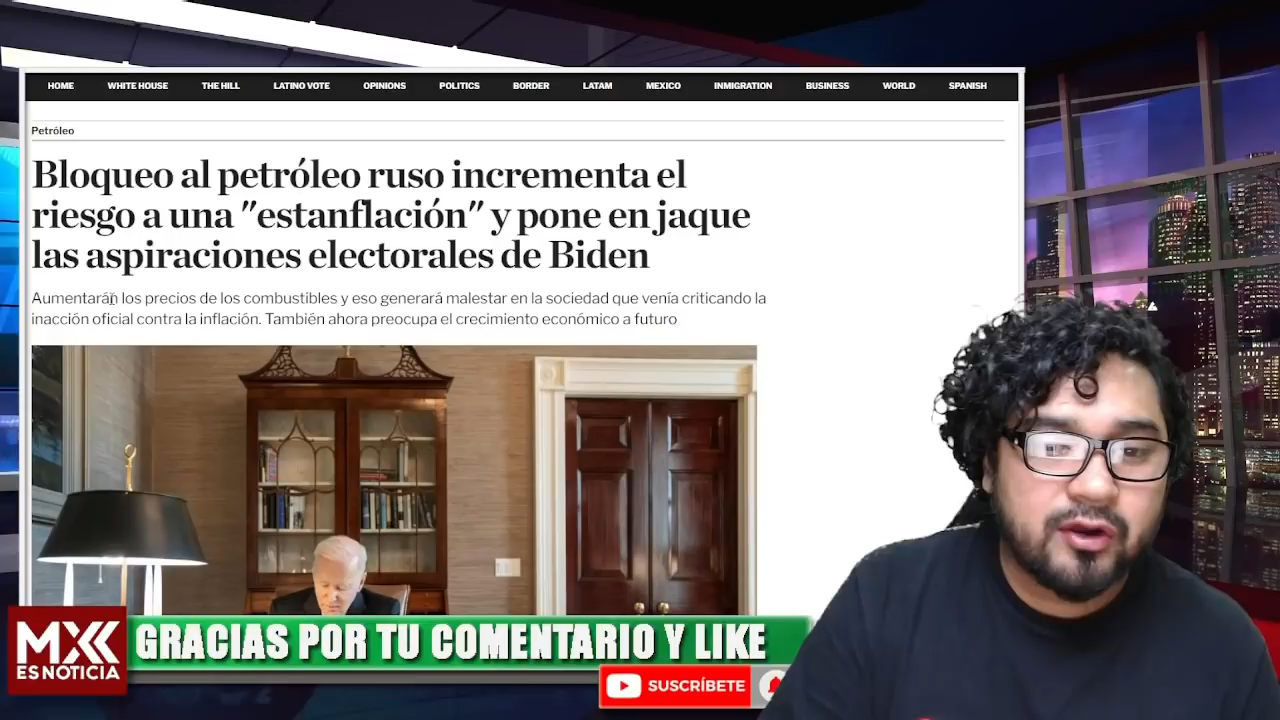 HOME WHITE HOUSE THE HILL LATINO VOTE OPINIONS POLITICS BORDER LATAM MEXICO INMIGRATION BUSINESS WORLD SPANISH
Petróleo
Bloqueo al petróleo ruso incrementa el
riesgo a una "estanflación" y pone en jaque
las aspiraciones electorales de Biden
Aumentarán los precios de los combustibles y eso generará malestar en la sociedad que venía criticando la
inacción oficial contra la inflación. También ahora preocupa el crecimiento económico a futuro
MX
ES NOTICIA
GRACIAS POR TU COMENTARIO Y LIKE
SUSCRÍBETE